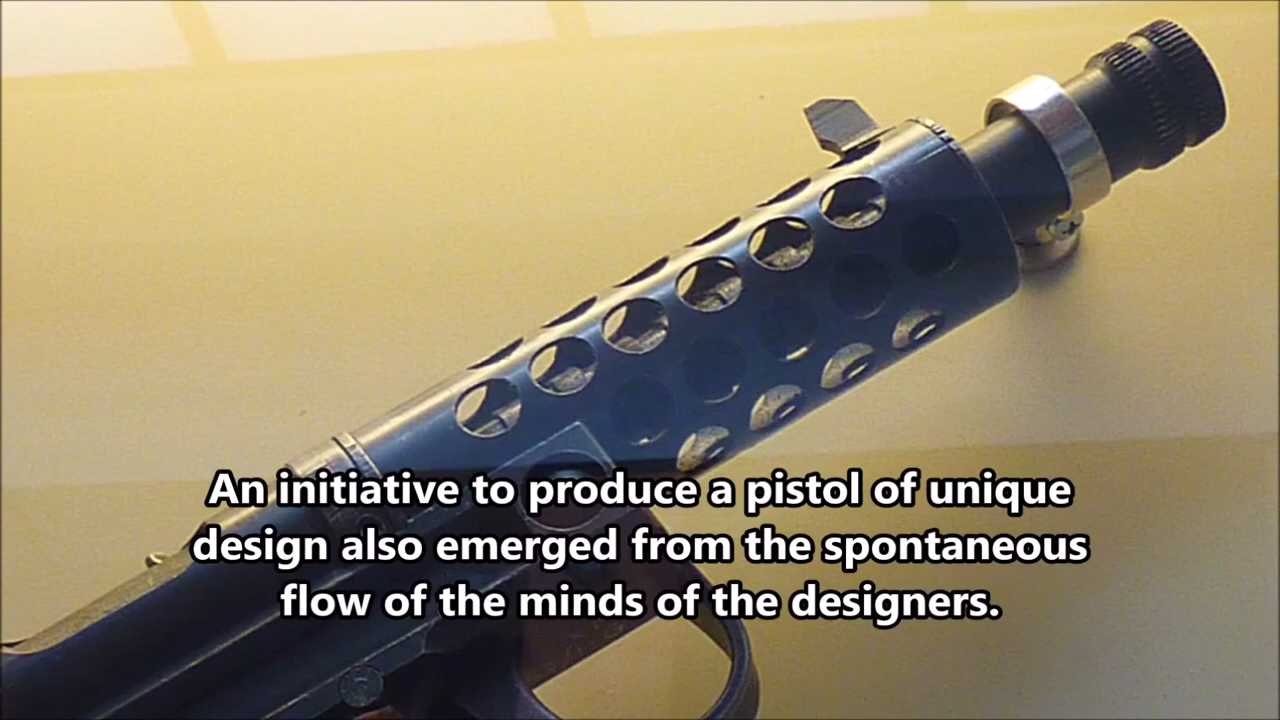 An initiative to produce a pistol of unique
design also emerged from the spontaneous
flow of the minds of the designers.